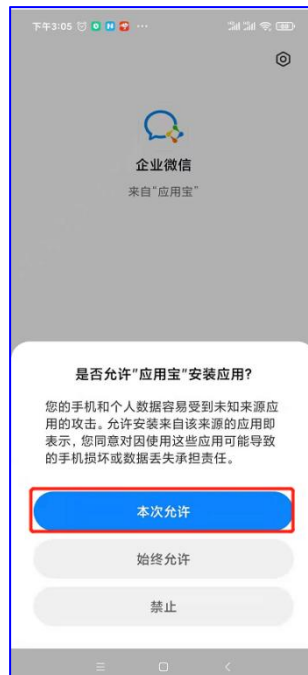 下午3:05
企业微信
来自“应用宝”
是否允许“应用宝”安装应用?
您的手机和个人数据容易受到未知来源应
用的攻击。允许安装来自该来源的应用即
表示，您同意对因使用这些应用可能导致
的手机损坏或数据丢失承担责任。
本次允许
始终允许
禁止